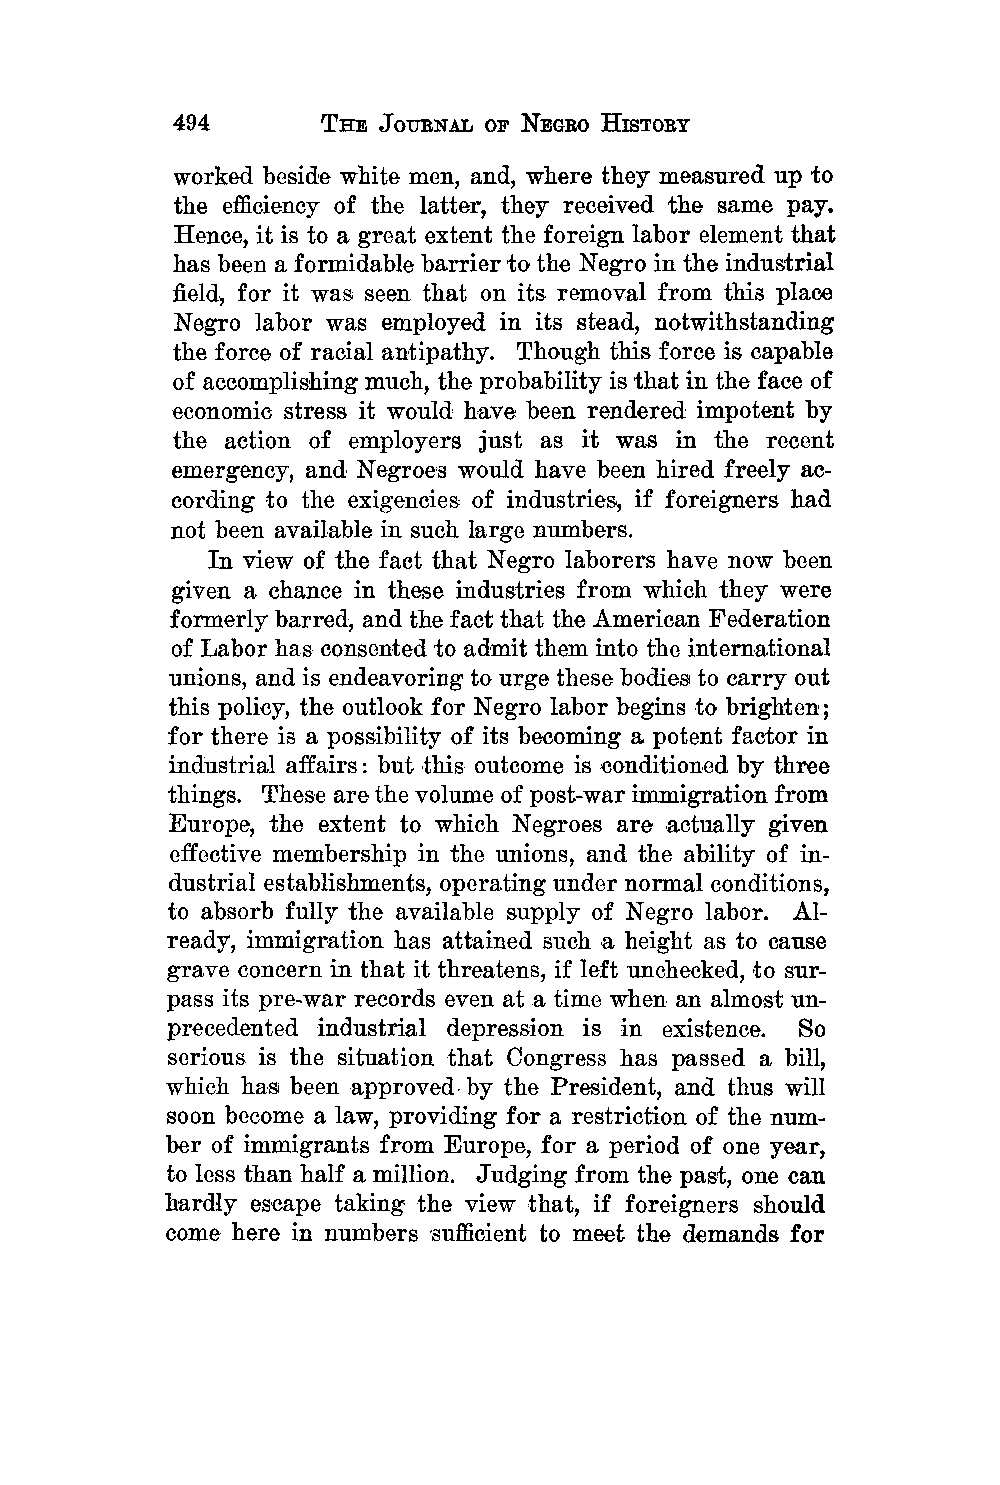 494 The Journal of Negro History
worked beside white men, and, where they measured up to
the efficiency of the latter, they received the same pay.
Hence, it is to a great extent the foreign labor element that
has been a formidable barrier to the Negro in the industrial
field, for it was seen that on its removal from this place
Negro labor was employed in its stead, notwithstanding
the force of racial antipathy. Though this force is capable
of accomplishing much, the probability is that in the face of
economic stress it would have been rendered impotent by
the action of employers just as it was in the recent
emergency, and Negroes would have been hired freely ac-
cording to the exigencies of industries, if foreigners had
not been available in such large numbers.
In view of the fact that Negro laborers have now been
given a chance in these industries from which they were
formerly barred, and the fact that the American Federation
of Labor has consented to admit them into the international
unions, and is endeavoring to urge these bodies to carry out
this policy, the outlook for Negro labor begins to brighten;
for there is a possibility of its becoming a potent factor in
industrial affairs: but this outcome is conditioned by three
things. These are the volume of post-war immigration from
Europe, the extent to which Negroes are actually given
effective membership in the unions, and the ability of in-
dustrial establishments, operating under normal conditions,
to absorb fully the available supply of Negro labor. Al-
ready, immigration has attained such a height as to cause
grave concern in that it threatens, if left unchecked, to sur-
pass its pre-war records even at a time when an almost un-
precedented industrial depression is in existence. So
serious is the situation that Congress has passed a bill,
which has been approved by the President, and thus will
soon become a law, providing for a restriction of the num-
ber of immigrants from Europe, for a period of one year,
to less than half a million. Judging from the past, one can
hardly escape taking the view that, if foreigners should
come here in numbers sufficient to meet the demands for